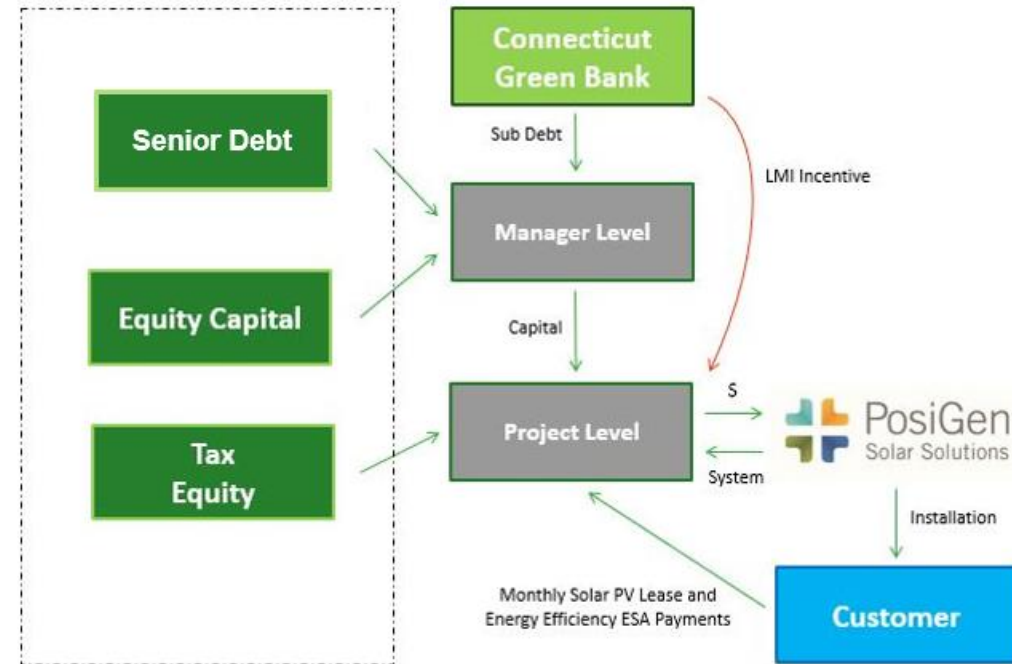 Connecticut
Green Bank
Senior Debt
Sub Debt
LMI Incentive
Manager Level
Equity Capital
Capital
Project Level
S
PosiGen
Solar Solutions
System
Tax
Equity
Installation
Monthly Solar PV Lease and
Energy Efficiency ESA Payments
Customer